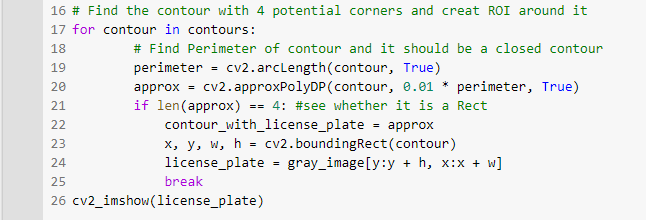 16 # Find the contour with 4 potential corners and creat ROI around it
17 for contour in contours:
18         # Find Perimeter of contour and it should be a closed contour
19         perimeter = cv2.arcLength(contour, True)
20         approx = cv2.approxPolyDP(contour, 0.01 * perimeter, True)
21         if len(approx) == 4: #see whether it is a Rect
22             contour_with_license_plate = approx
23             x, y, w, h = cv2.boundingRect(contour)
24             license_plate = gray_image[y:y + h, x:x + w]
25             break
26 cv2_imshow(license_plate)